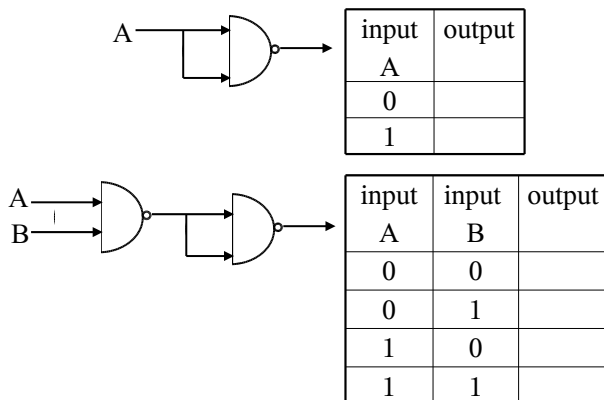 A
input output
A
0
1
A
B
input input output
A B
0 0
0 1
1 0
1 1